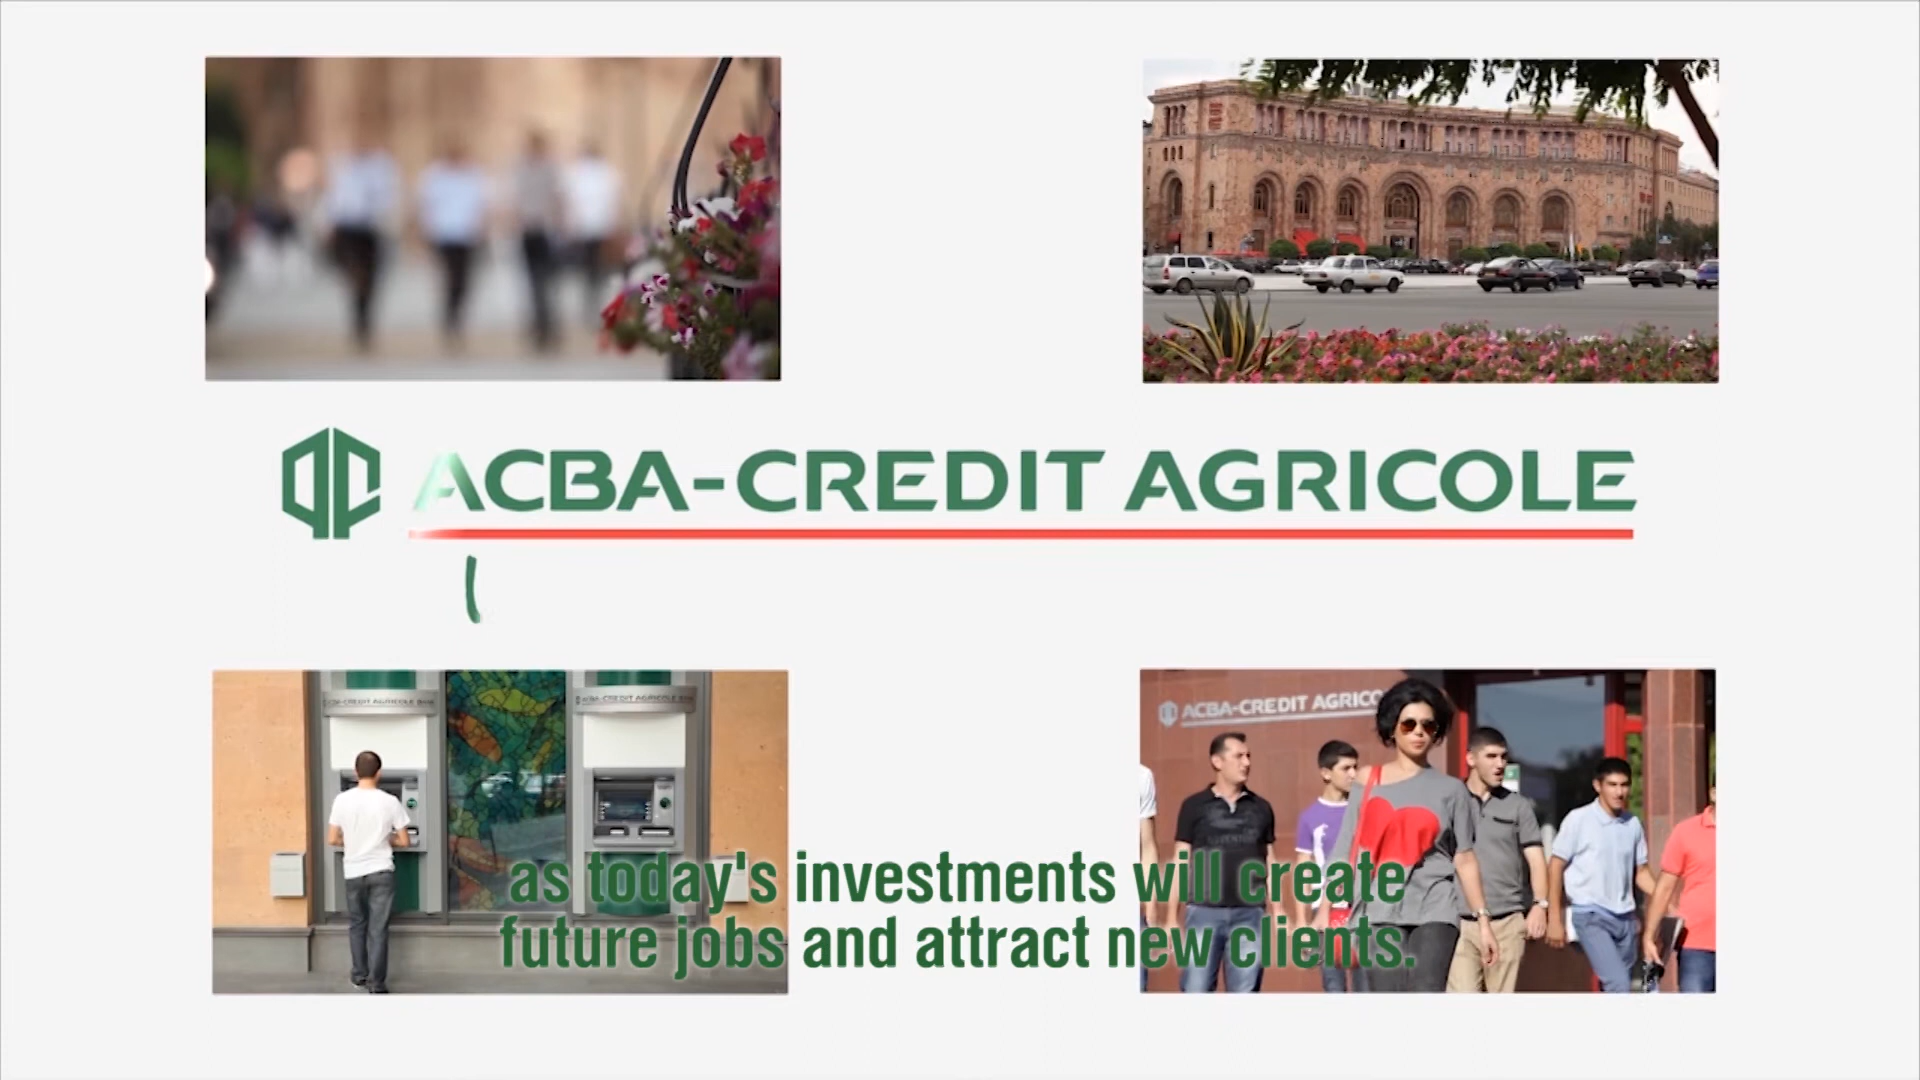 ACBA-CREDIT AGRICOLE
ACBA-CREDIT AGRICOLE BANK
ACBA-CREDIT AGRICO
as today's investments will create
future jobs and attract new clients.